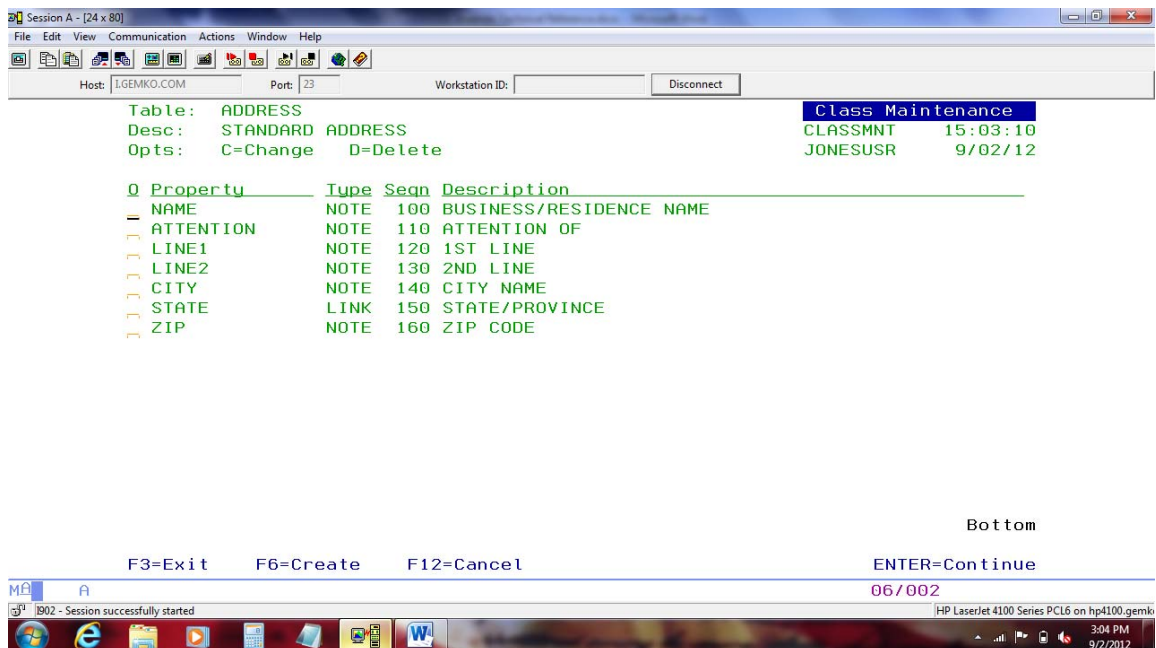 Session A - [24 x 80]
File Edit View Communication Actions Window Help
Host: I.GEMKO.COM Port: 23 Workstation ID: Disconnect
Table: ADDRESS Class Maintenance
Desc: STANDARD ADDRESS CLASSMNT 15:03:10
Opts: C=Change D=Delete JONESUSR 9/02/12
O Property Type Seqn Description
NAME NOTE 100 BUSINESS/RESIDENCE NAME
ATTENTION NOTE 110 ATTENTION OF
LINE1 NOTE 120 1ST LINE
LINE2 NOTE 130 2ND LINE
CITY NOTE 140 CITY NAME
STATE LINK 150 STATE/PROVINCE
ZIP NOTE 160 ZIP CODE
Bottom
F3=Exit F6=Create F12=Cancel ENTER=Continue
MA A 06/002
I902 - Session successfully started HP LaserJet 4100 Series PCL6 on hp4100.gemk
3:04 PM
9/2/2012